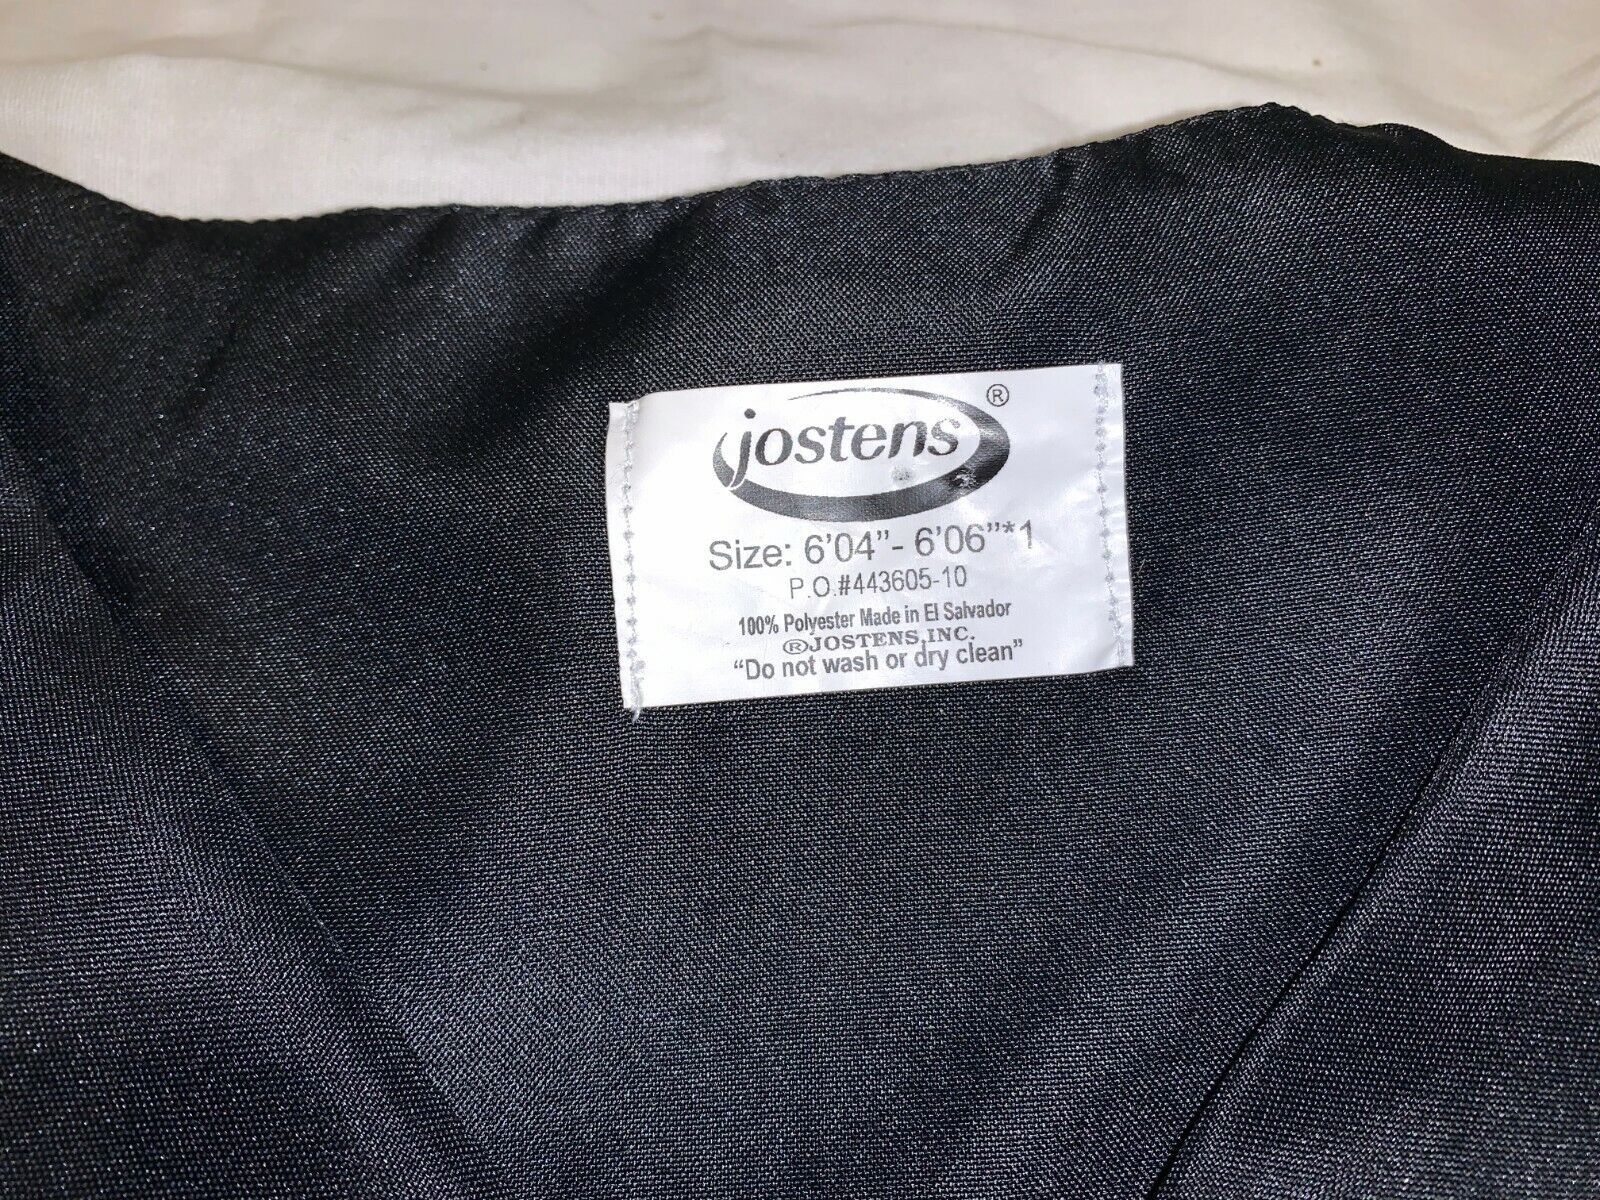 jostens ®
Size: 6'04"- 6'06"*1
P.O.#443605-10
100% Polyester Made in El Salvador
®JOSTENS,INC.
"Do not wash or dry clean"